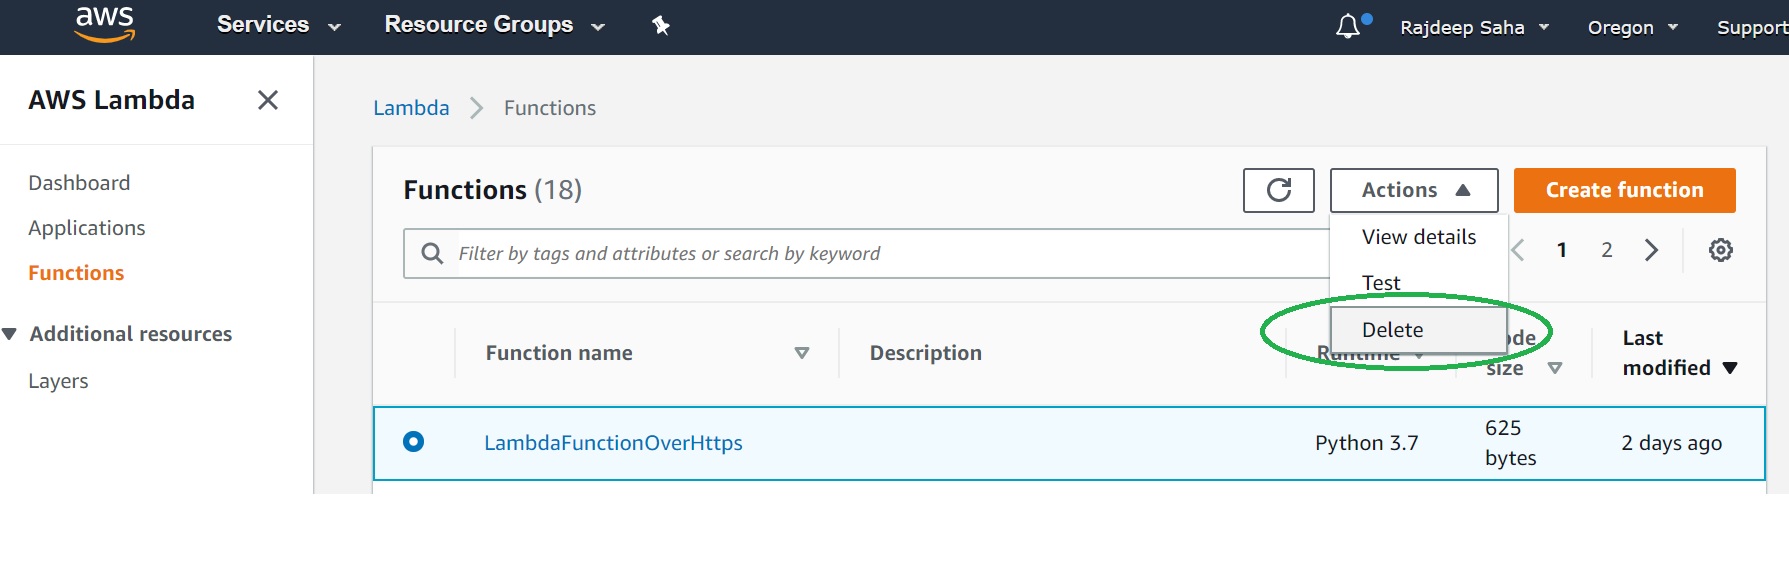 aws Services Resource Groups Rajdeep Saha Oregon Support
AWS Lambda
Lambda > Functions
Dashboard
Applications
Functions
Additional resources
Layers
Functions (18)
Actions
Create function
Filter by tags and attributes or search by keyword
View details
Test
Delete
1 2
Function name
Description
Runtime
ode
size
Last
modified
LambdaFunctionOverHttps
Python 3.7
625
bytes
2 days ago